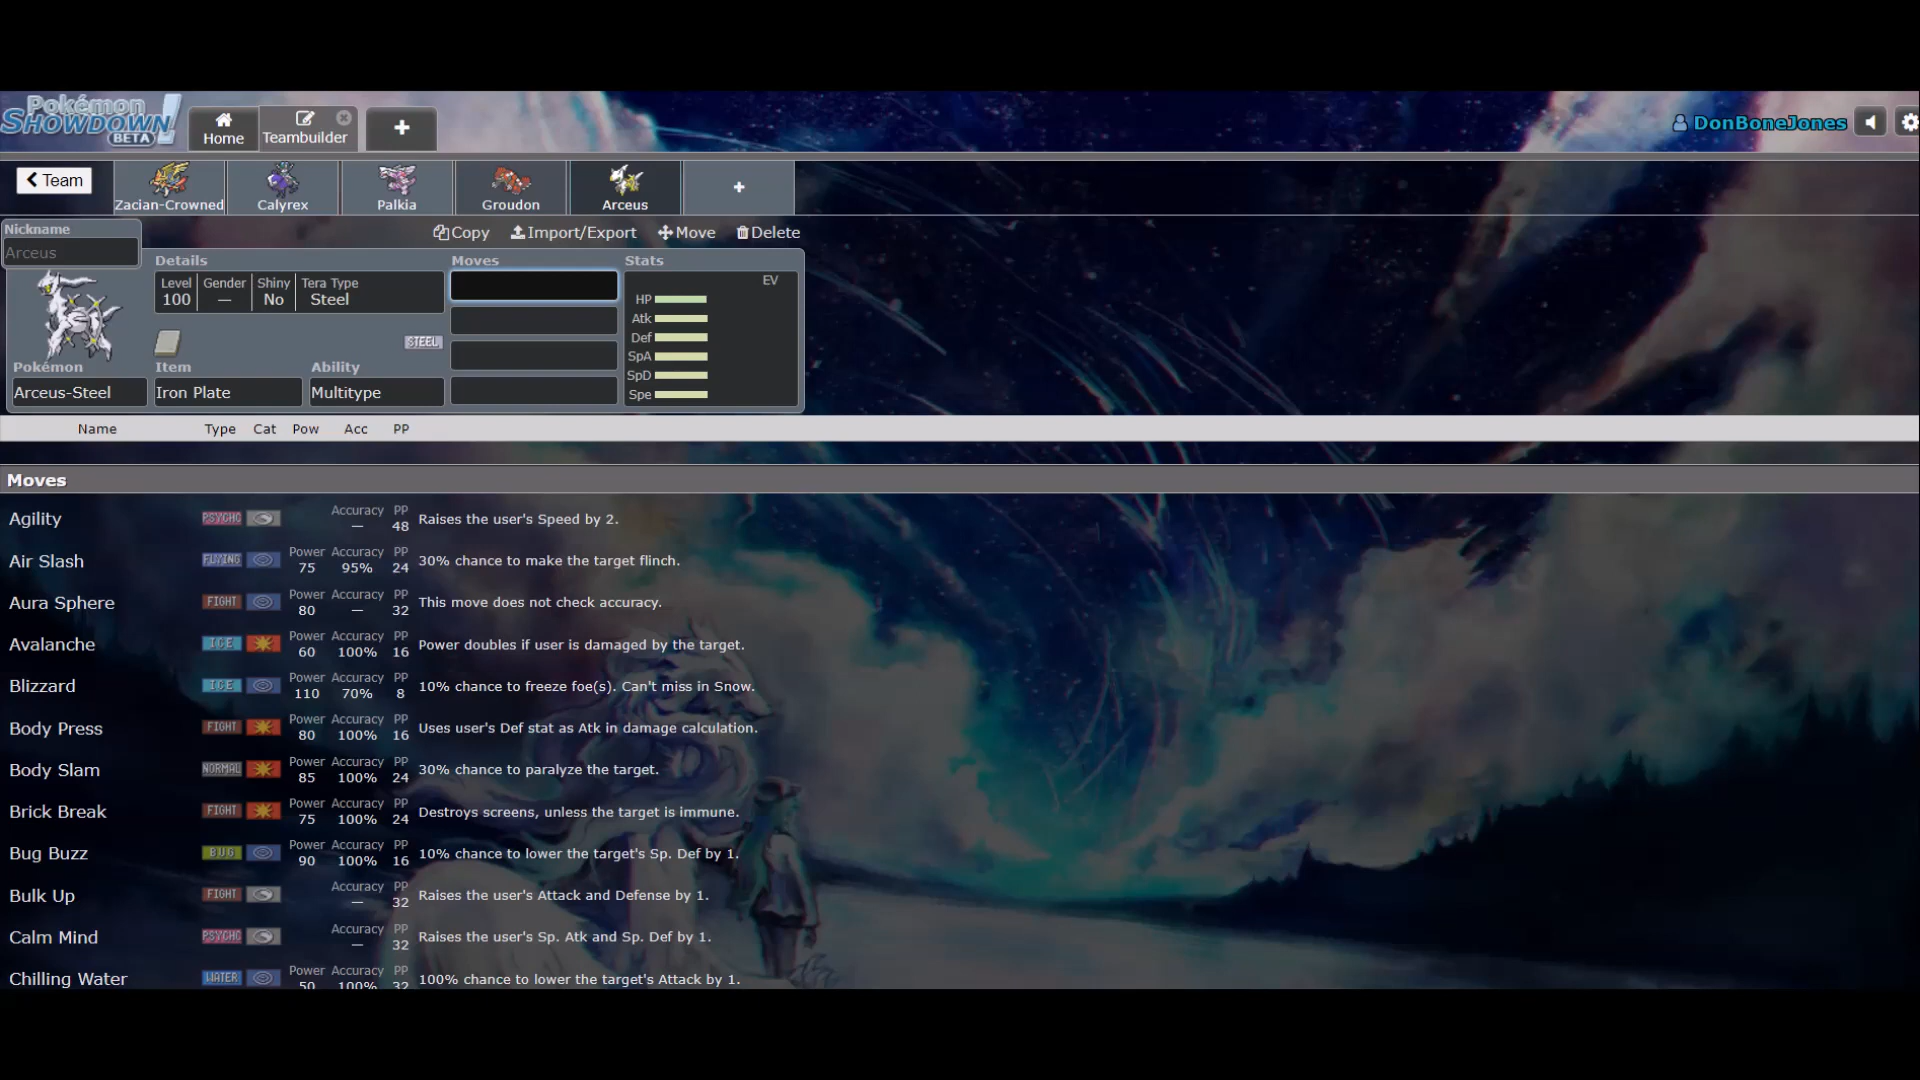 Pokémon
SHOWDOWN!
BETA
Home
Teambuilder
+
DonBoneJones
Team
Zacian-Crowned
Calyrex
Palkia
Groudon
Arceus
+
Nickname
Arceus
Copy
Import/Export
Move
Delete
Details
Level
100
Gender
—
Shiny
No
Tera Type
Steel
STEEL
Pokémon
Arceus-Steel
Item
Iron Plate
Ability
Multitype
Moves
Stats
EV
HP
Atk
Def
SpA
SpD
Spe
Name Type Cat Pow Acc PP
Moves
Agility PSYCHC Accuracy — PP 48 Raises the user's Speed by 2.
Air Slash FLYING Power 75 Accuracy 95% PP 24 30% chance to make the target flinch.
Aura Sphere FIGHT Power 80 Accuracy — PP 32 This move does not check accuracy.
Avalanche ICE Power 60 Accuracy 100% PP 16 Power doubles if user is damaged by the target.
Blizzard ICE Power 110 Accuracy 70% PP 8 10% chance to freeze foe(s). Can't miss in Snow.
Body Press FIGHT Power 80 Accuracy 100% PP 16 Uses user's Def stat as Atk in damage calculation.
Body Slam NORMAL Power 85 Accuracy 100% PP 24 30% chance to paralyze the target.
Brick Break FIGHT Power 75 Accuracy 100% PP 24 Destroys screens, unless the target is immune.
Bug Buzz BUG Power 90 Accuracy 100% PP 16 10% chance to lower the target's Sp. Def by 1.
Bulk Up FIGHT Accuracy — PP 32 Raises the user's Attack and Defense by 1.
Calm Mind PSYCHC Accuracy — PP 32 Raises the user's Sp. Atk and Sp. Def by 1.
Chilling Water WATER Power 50 Accuracy 100% PP 32 100% chance to lower the target's Attack by 1.